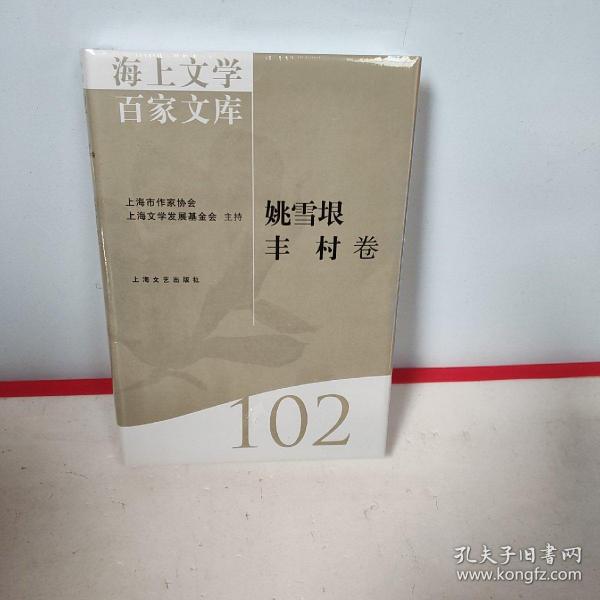 海上文学
百家文库
上海市作家协会
上海文学发展基金会 主持
姚雪垠
丰 村 卷
上海文艺出版社
102
孔夫子旧书网
www.kongfz.com